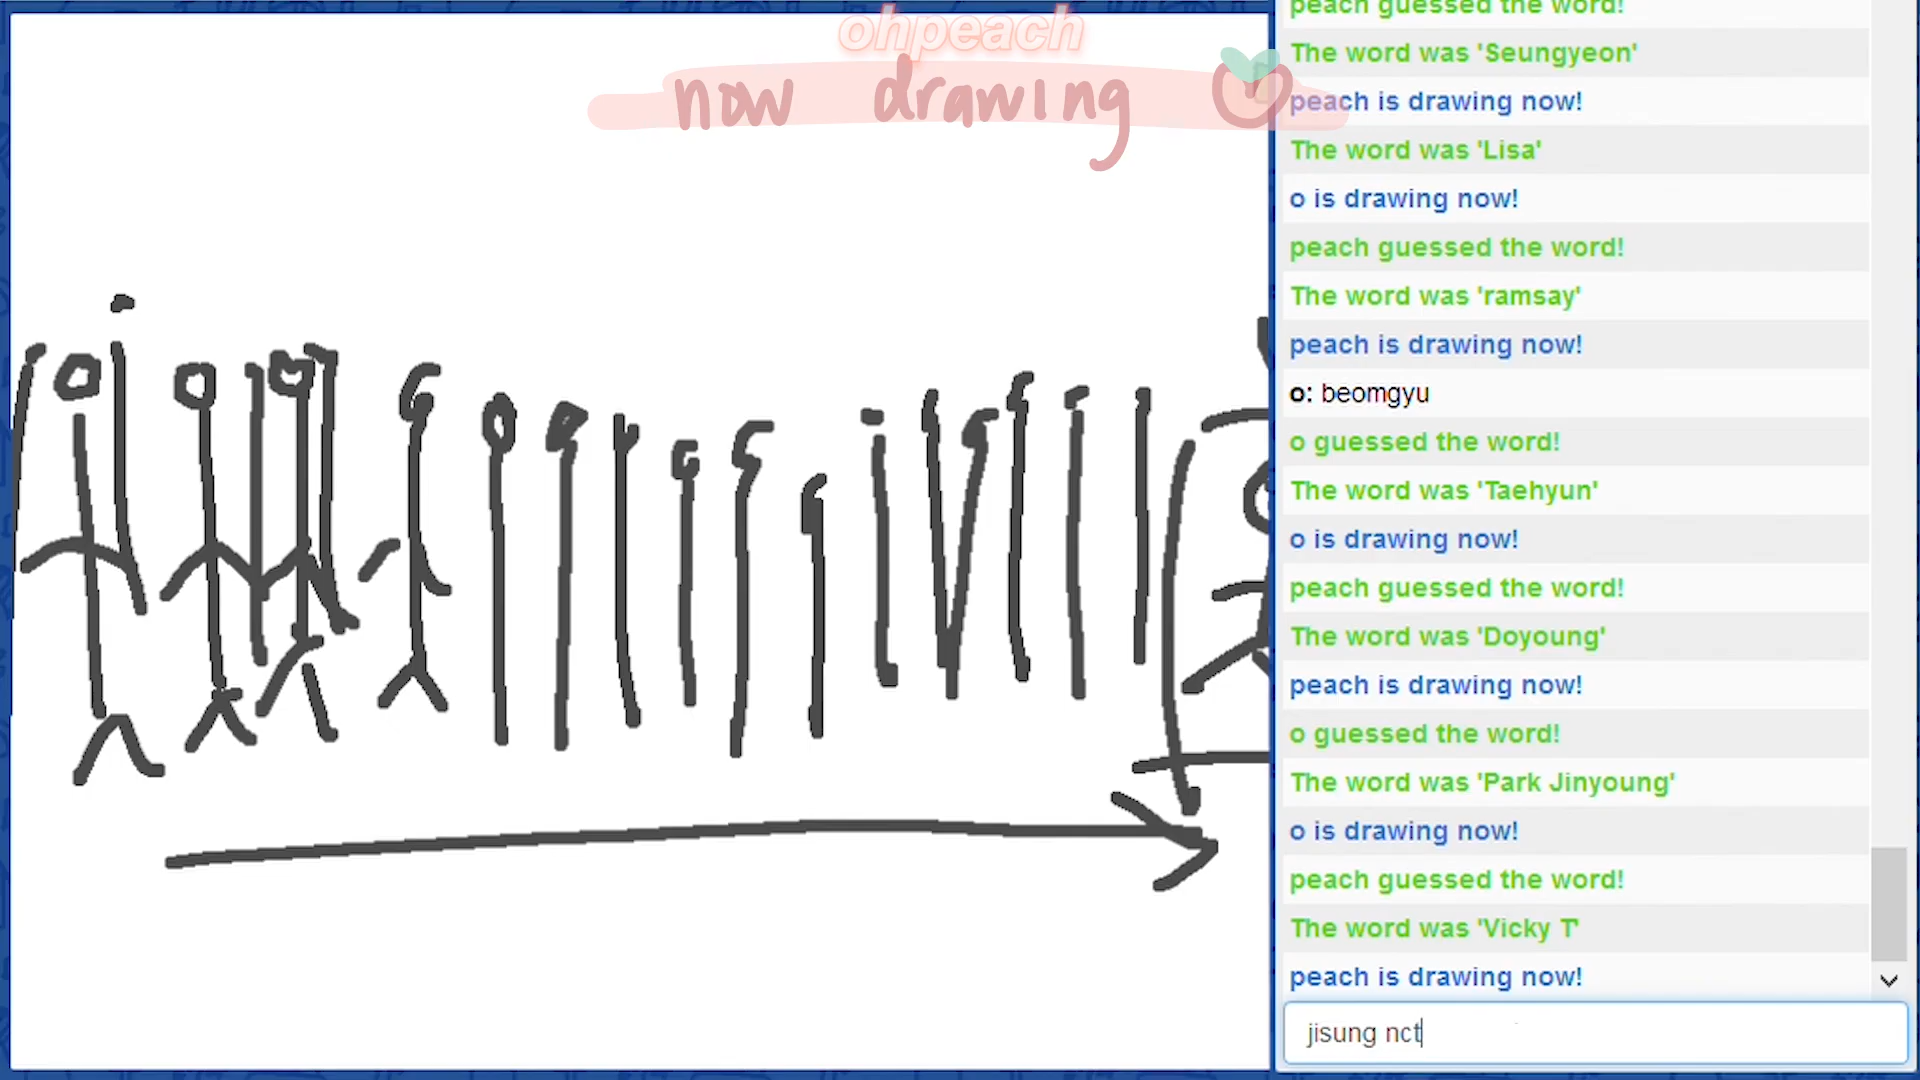 ohpeach
now drawing
peach guessed the word!
The word was 'Seungyeon'
peach is drawing now!
The word was 'Lisa'
o is drawing now!
peach guessed the word!
The word was 'ramsay'
peach is drawing now!
o: beomgyu
o guessed the word!
The word was 'Taehyun'
o is drawing now!
peach guessed the word!
The word was 'Doyoung'
peach is drawing now!
o guessed the word!
The word was 'Park Jinyoung'
o is drawing now!
peach guessed the word!
The word was 'Vicky T'
peach is drawing now!
jisung nct